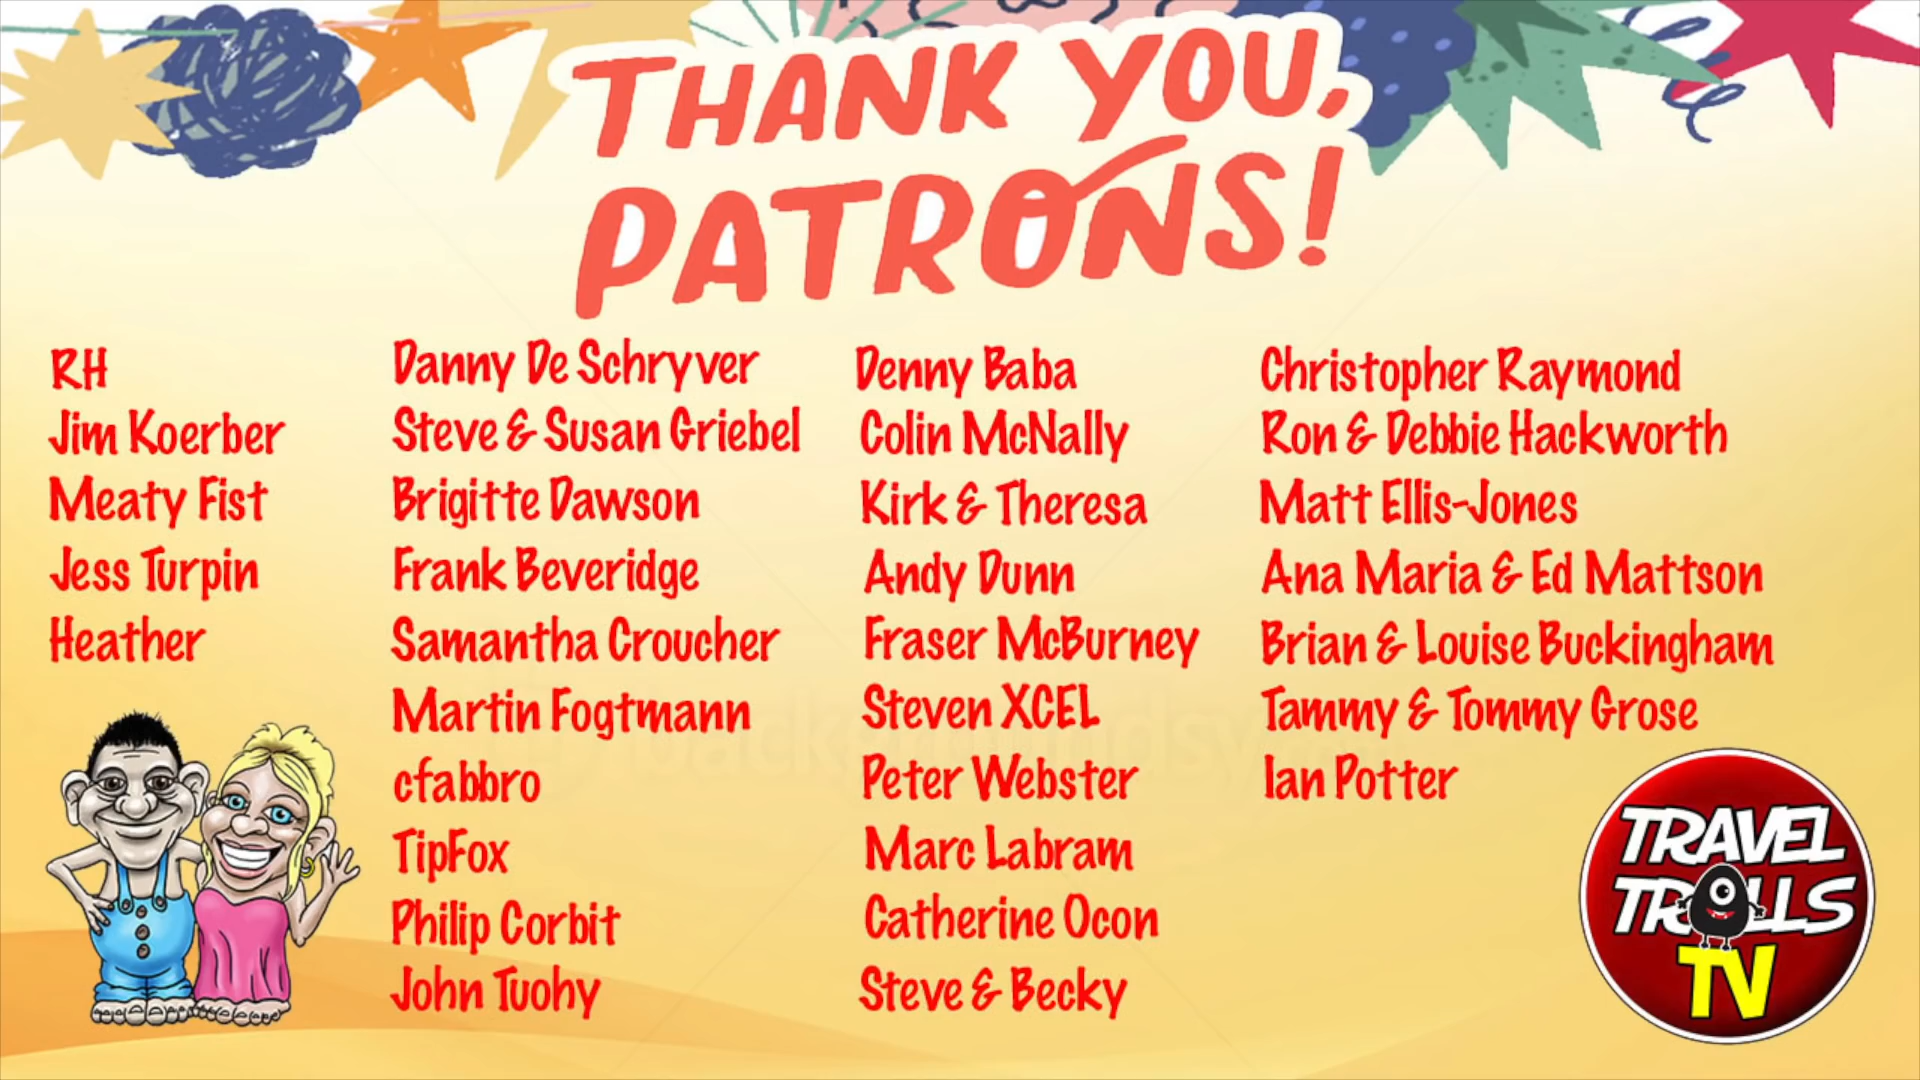 THANK YOU,
PATRONS!
RH
Jim Koerber
Meaty Fist
Jess Turpin
Heather
Danny De Schryver
Steve & Susan Griebel
Brigitte Dawson
Frank Beveridge
Samantha Croucher
Martin Fogtmann
cfabbro
TipFox
Philip Corbit
John Tuohy
Denny Baba
Colin McNally
Kirk & Theresa
Andy Dunn
Fraser McBurney
Steven XCEL
Peter Webster
Marc Labram
Catherine Ocon
Steve & Becky
Christopher Raymond
Ron & Debbie Hackworth
Matt Ellis-Jones
Ana Maria & Ed Mattson
Brian & Louise Buckingham
Tammy & Tommy Grose
Ian Potter
TRAVEL
TROLLS
TV